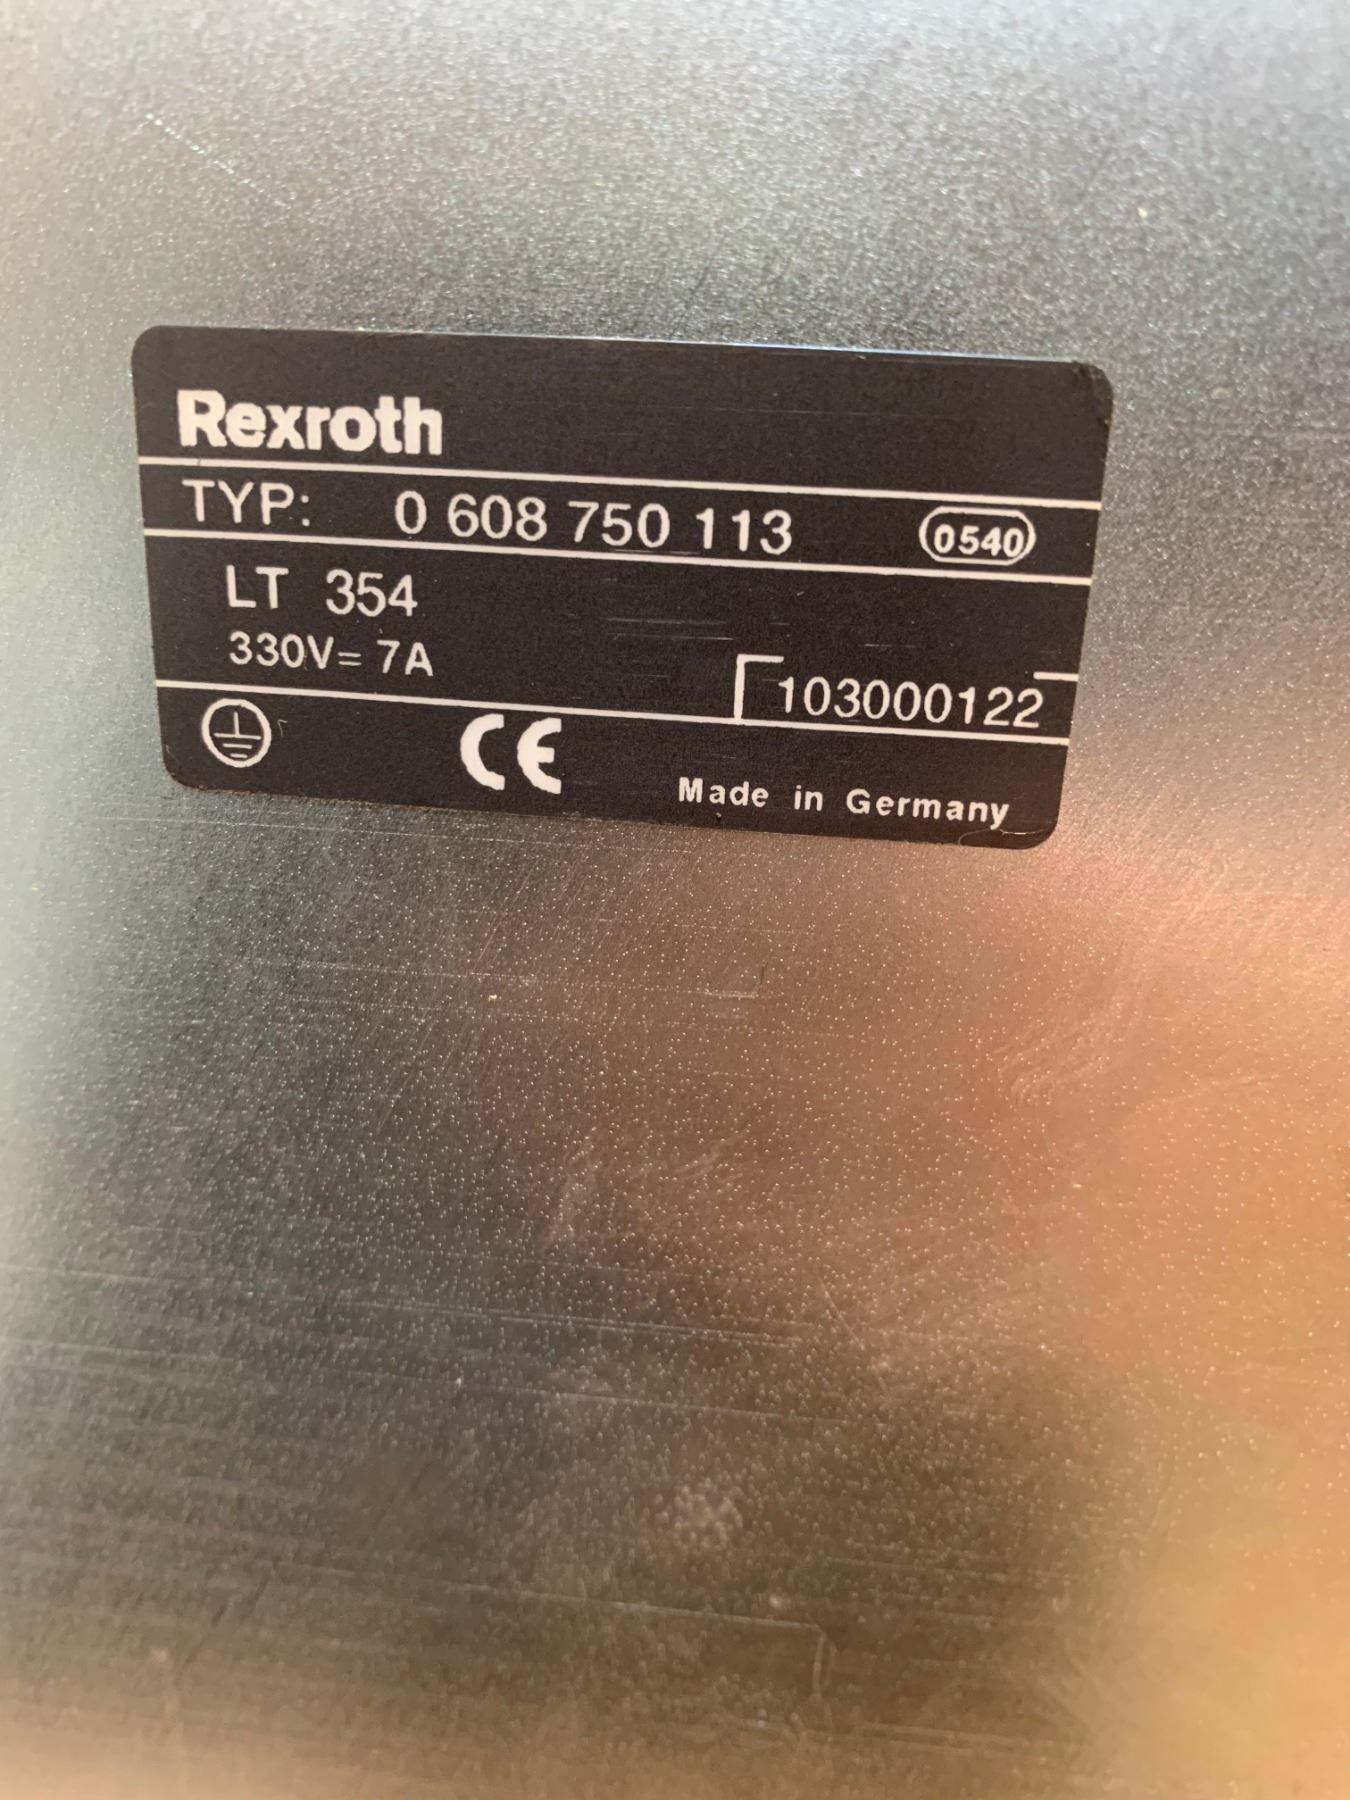 Rexroth
TYP: 0 608 750 113 0540
LT 354
330V= 7A
103000122
CE
Made in Germany